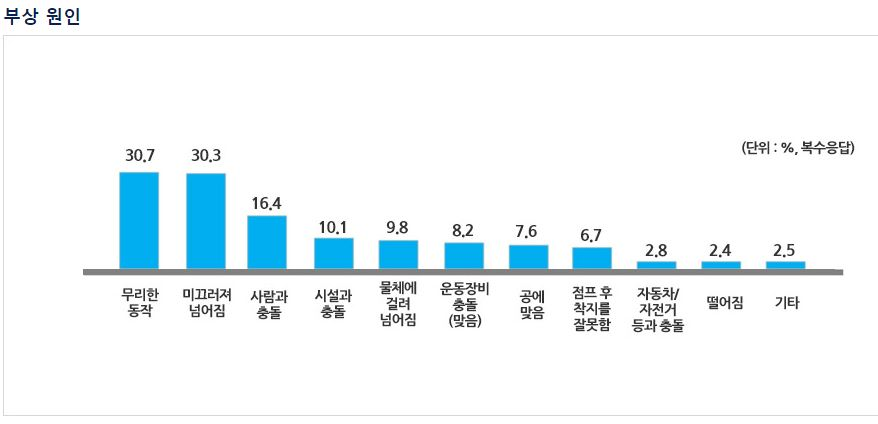 부상 원인
(단위 : %, 복수응답)
30.7
30.3
16.4
10.1
9.8
8.2
7.6
6.7
2.8
2.4
2.5
무리한
동작
미끄러져
넘어짐
사람과
충돌
시설과
충돌
물체에
걸려
넘어짐
운동장비
충돌
(맞음)
공에
맞음
점프 후
착지를
잘못함
자동차/
자전거
등과 충돌
떨어짐
기타